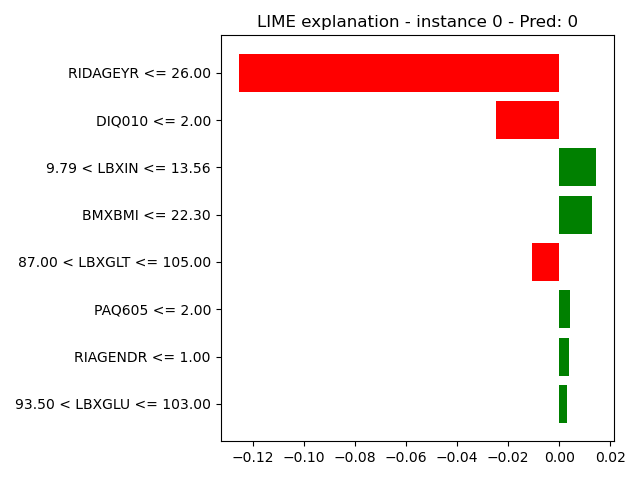 LIME explanation - instance 0 - Pred: 0
RIDAGEYR <= 26.00
DIQ010 <= 2.00
9.79 < LBXIN <= 13.56
BMXBMI <= 22.30
87.00 < LBXGLT <= 105.00
PAQ605 <= 2.00
RIAGENDR <= 1.00
93.50 < LBXGLU <= 103.00
−0.12 −0.10 −0.08 −0.06 −0.04 −0.02 0.00 0.02